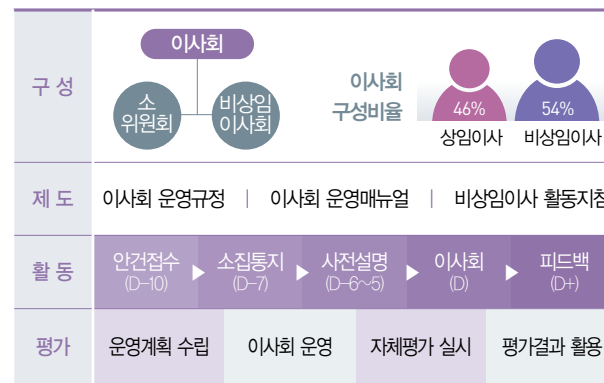 구 성
이사회
소
위원회
비상임
이사회
이사회
구성비율
46%
상임이사
54%
비상임이사
제 도
이사회 운영규정 | 이사회 운영매뉴얼 | 비상임이사 활동지침
활 동
안건접수
(D-10)
▶
소집통지
(D-7)
▶
사전설명
(D-6~5)
▶
이사회
(D)
▶
피드백
(D+)
평가
운영계획 수립
이사회 운영
자체평가 실시
평가결과 활용